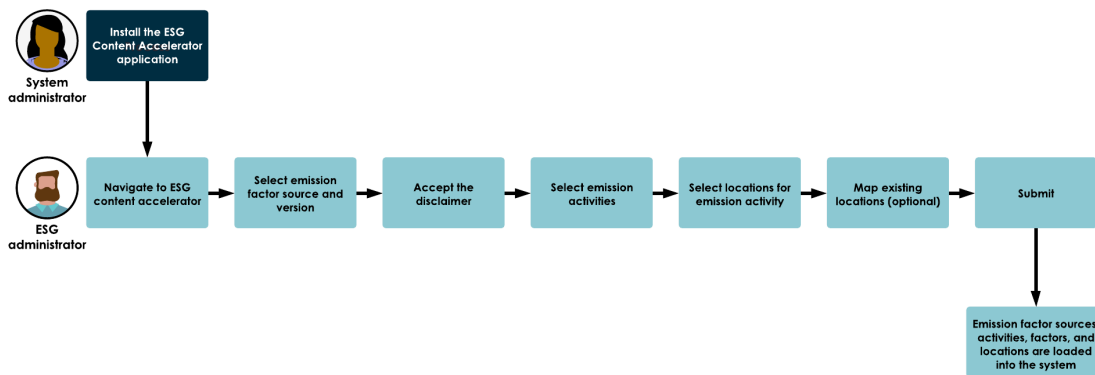 Install the ESG
Content Accelerator
application
System
administrator
Navigate to ESG
content accelerator
Select emission
factor source and
version
Accept the
disclaimer
Select emission
activities
Select locations for
emission activity
Map existing
locations (optional)
Submit
ESG
administrator
Emission factor sources,
activities, factors, and
locations are loaded
into the system